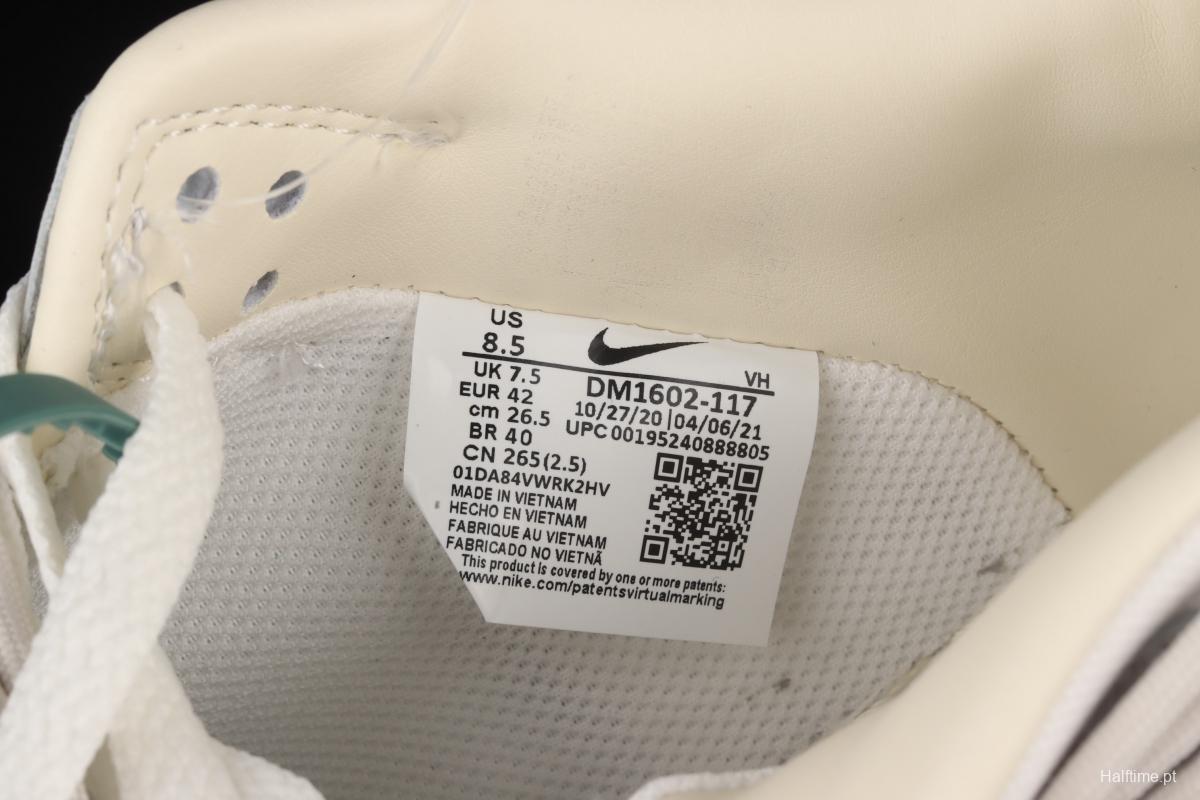 US
8.5
VH
UK 7.5
EUR 42
cm 26.5
BR 40
CN 265(2.5)
DM1602-117
10/27/20|04/06/21
UPC 00195240888805
01DA84VWRK2HV
MADE IN VIETNAM
HECHO EN VIETNAM
FABRIQUE AU VIETNAM
FABRICADO NO VIETNÃ
This product is covered by one or more patents:
www.nike.com/patentsvirtualmarking
Halftime.pt